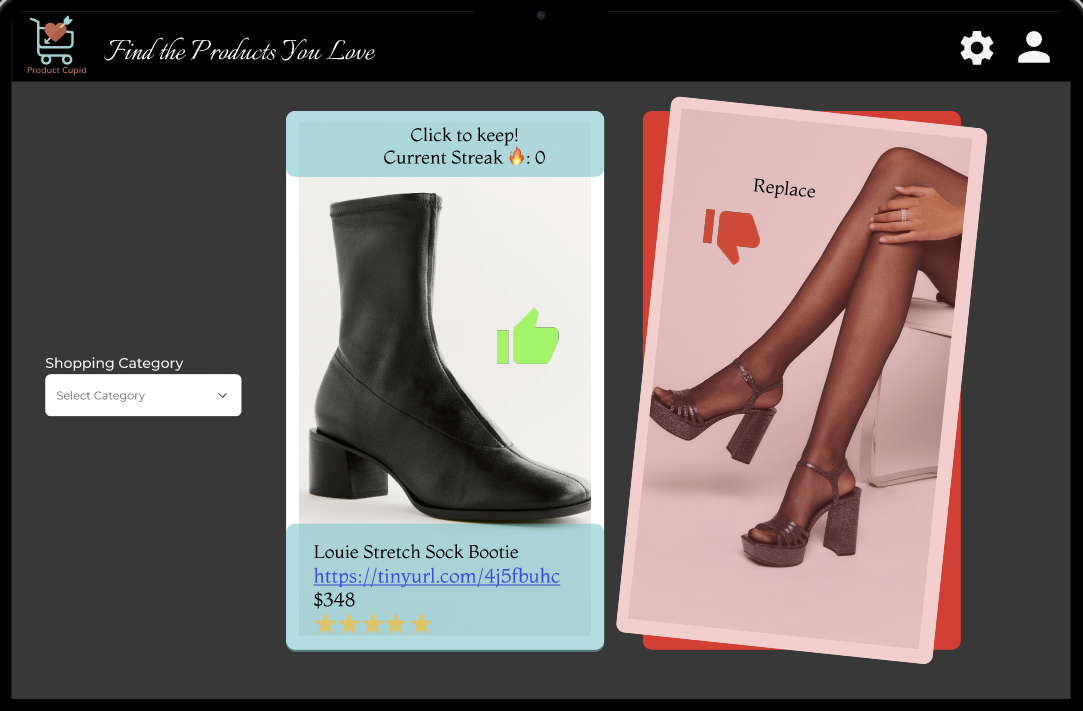 Product Cupid
Find the Products You Love
Shopping Category
Select Category
Click to keep!
Current Streak 🔥: 0
Louie Stretch Sock Bootie
https://tinyurl.com/4j5fbuhc
$348
Replace